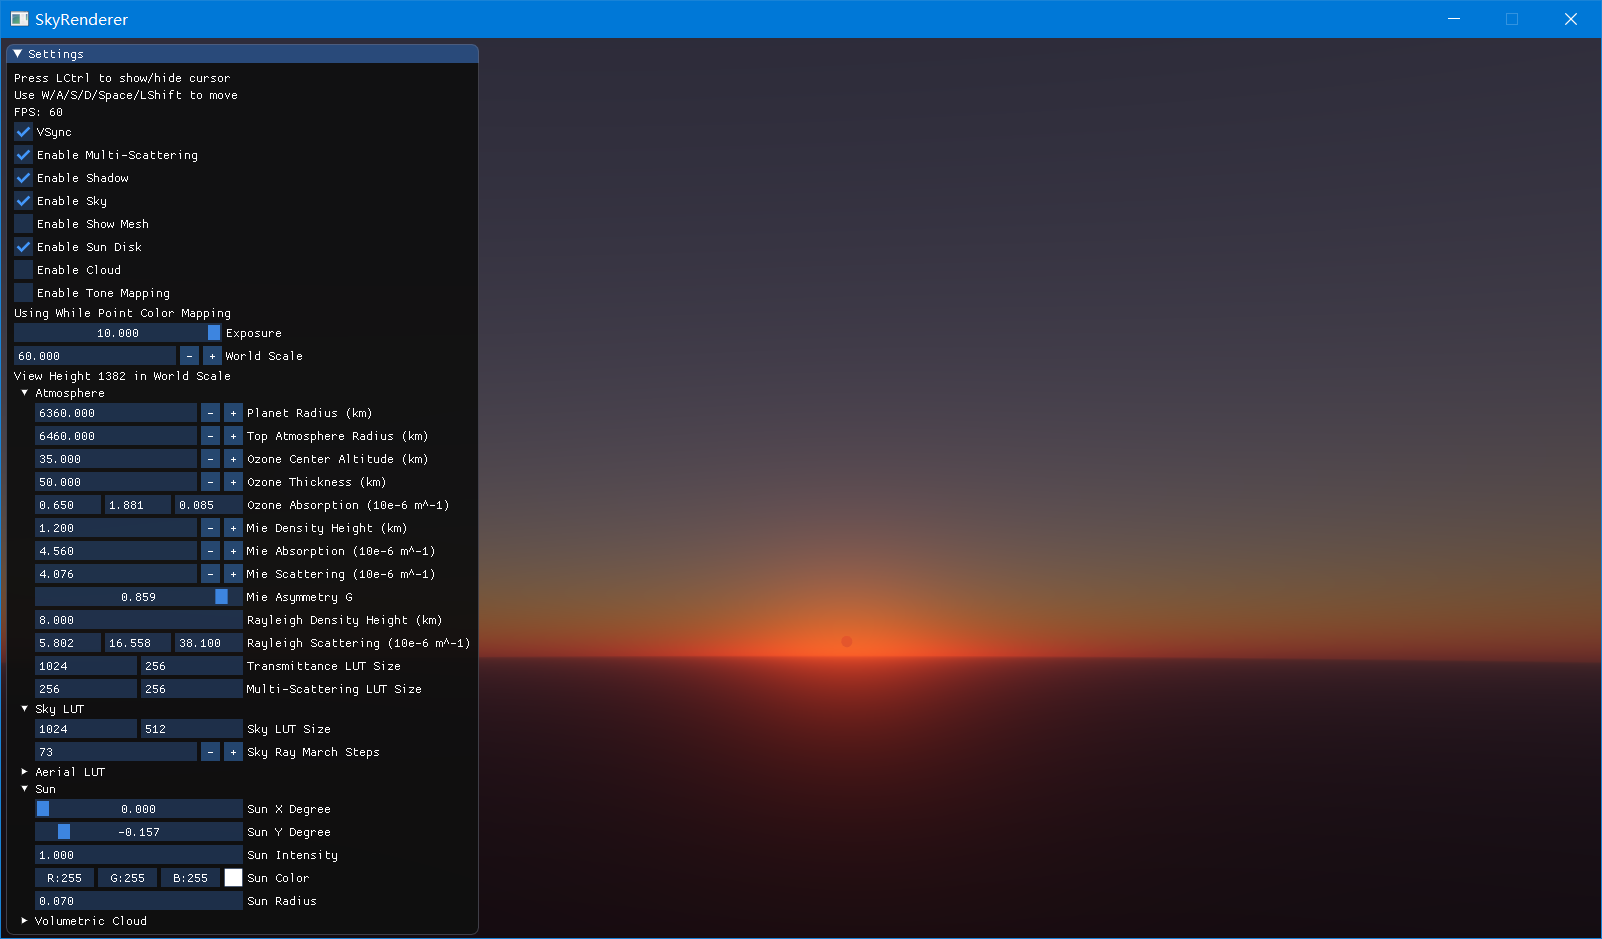 SkyRenderer
Settings
Press LCtrl to show/hide cursor
Use W/A/S/D/Space/LShift to move
FPS: 60
VSync
Enable Multi-Scattering
Enable Shadow
Enable Sky
Enable Show Mesh
Enable Sun Disk
Enable Cloud
Enable Tone Mapping
Using While Point Color Mapping
10.000 Exposure
60.000 - + World Scale
View Height 1382 in World Scale
Atmosphere
6360.000 - + Planet Radius (km)
6460.000 - + Top Atmosphere Radius (km)
35.000 - + Ozone Center Altitude (km)
50.000 - + Ozone Thickness (km)
0.650 1.881 0.085 Ozone Absorption (10e-6 m^-1)
1.200 - + Mie Density Height (km)
4.560 - + Mie Absorption (10e-6 m^-1)
4.076 - + Mie Scattering (10e-6 m^-1)
0.859 Mie Asymmetry G
8.000 Rayleigh Density Height (km)
5.802 16.558 38.100 Rayleigh Scattering (10e-6 m^-1)
1024 256 Transmittance LUT Size
256 256 Multi-Scattering LUT Size
Sky LUT
1024 512 Sky LUT Size
73 - + Sky Ray March Steps
Aerial LUT
Sun
0.000 Sun X Degree
-0.157 Sun Y Degree
1.000 Sun Intensity
R:255 G:255 B:255 Sun Color
0.070 Sun Radius
Volumetric Cloud